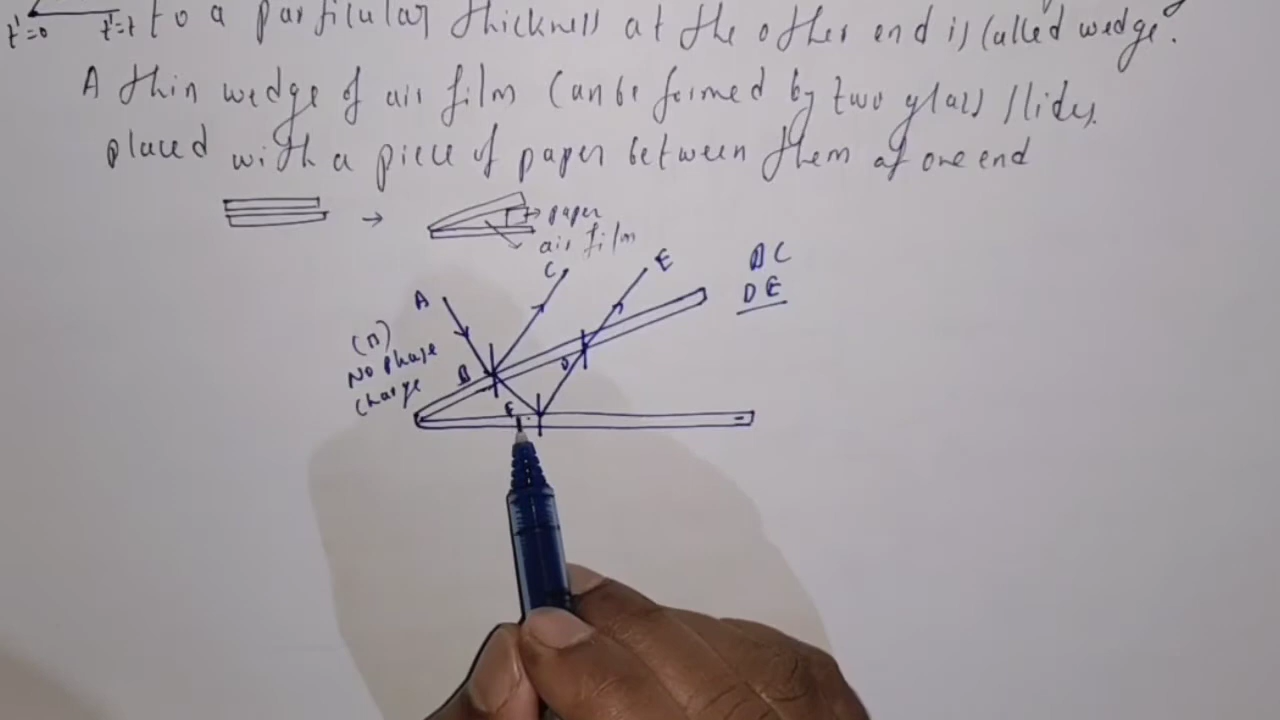 t'=0 t'=t to a particular thickness at the other end is called wedge.
A thin wedge of air film can be formed by two glass slides,
placed with a piece of paper between them at one end
→ → paper
air film
C E BC
DE
A
(n)
No phase
change
B D
F